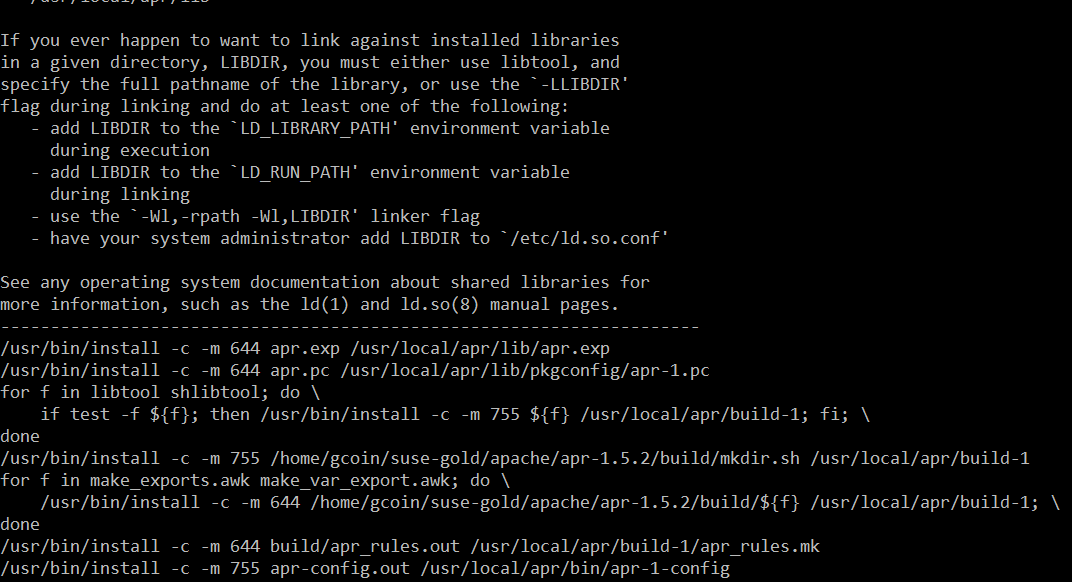 /usr/local/apr/lib

If you ever happen to want to link against installed libraries
in a given directory, LIBDIR, you must either use libtool, and
specify the full pathname of the library, or use the `-LLIBDIR'
flag during linking and do at least one of the following:
   - add LIBDIR to the `LD_LIBRARY_PATH' environment variable
     during execution
   - add LIBDIR to the `LD_RUN_PATH' environment variable
     during linking
   - use the `-Wl,-rpath -Wl,LIBDIR' linker flag
   - have your system administrator add LIBDIR to `/etc/ld.so.conf'

See any operating system documentation about shared libraries for
more information, such as the ld(1) and ld.so(8) manual pages.
----------------------------------------------------------------------
/usr/bin/install -c -m 644 apr.exp /usr/local/apr/lib/apr.exp
/usr/bin/install -c -m 644 apr.pc /usr/local/apr/lib/pkgconfig/apr-1.pc
for f in libtool shlibtool; do \
    if test -f ${f}; then /usr/bin/install -c -m 755 ${f} /usr/local/apr/build-1; fi; \
done
/usr/bin/install -c -m 755 /home/gcoin/suse-gold/apache/apr-1.5.2/build/mkdir.sh /usr/local/apr/build-1
for f in make_exports.awk make_var_export.awk; do \
    /usr/bin/install -c -m 644 /home/gcoin/suse-gold/apache/apr-1.5.2/build/${f} /usr/local/apr/build-1; \
done
/usr/bin/install -c -m 644 build/apr_rules.out /usr/local/apr/build-1/apr_rules.mk
/usr/bin/install -c -m 755 apr-config.out /usr/local/apr/bin/apr-1-config